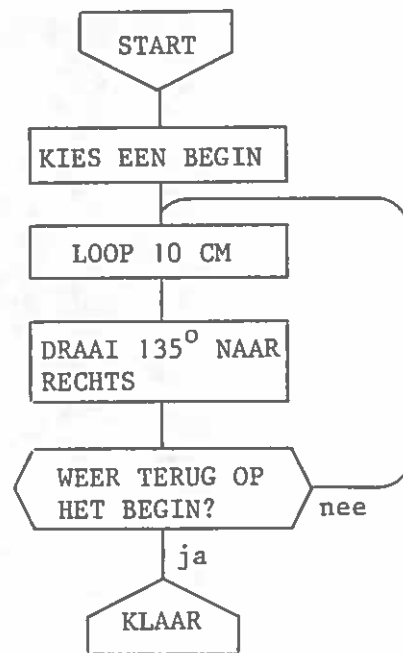 START
KIES EEN BEGIN
LOOP 10 CM
DRAAI 135° NAAR
RECHTS
WEER TERUG OP
HET BEGIN?
nee
ja
KLAAR